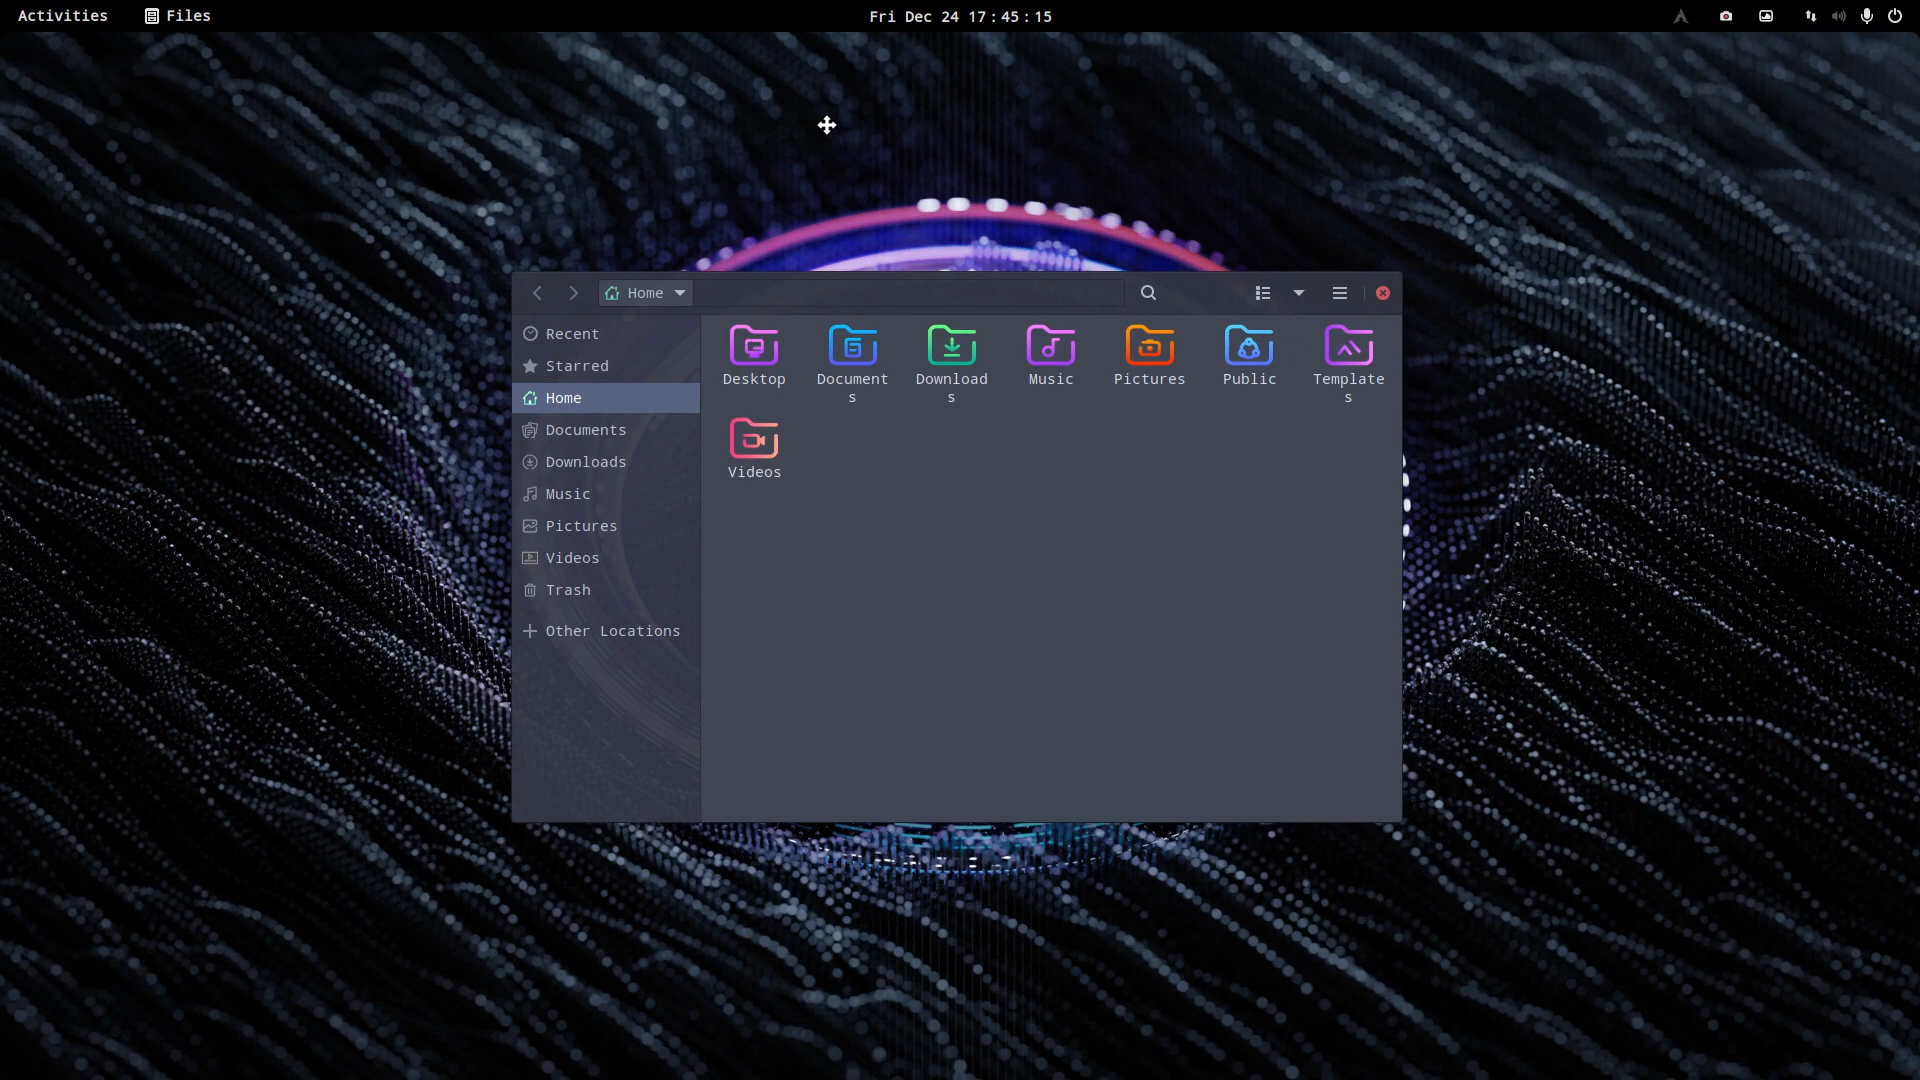 Activities Files Fri Dec 24 17:45:15
Home
Recent
Starred
Home
Documents
Downloads
Music
Pictures
Videos
Trash
Other Locations
Desktop
Document
s
Download
s
Music
Pictures
Public
Template
s
Videos